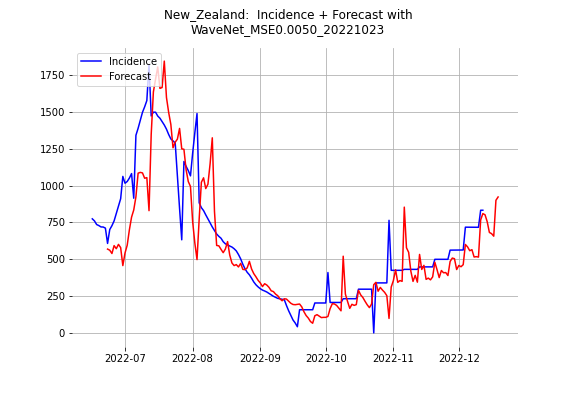 New_Zealand:  Incidence + Forecast with
WaveNet_MSE0.0050_20221023
Incidence
Forecast
1750
1500
1250
1000
750
500
250
0
2022-07 2022-08 2022-09 2022-10 2022-11 2022-12